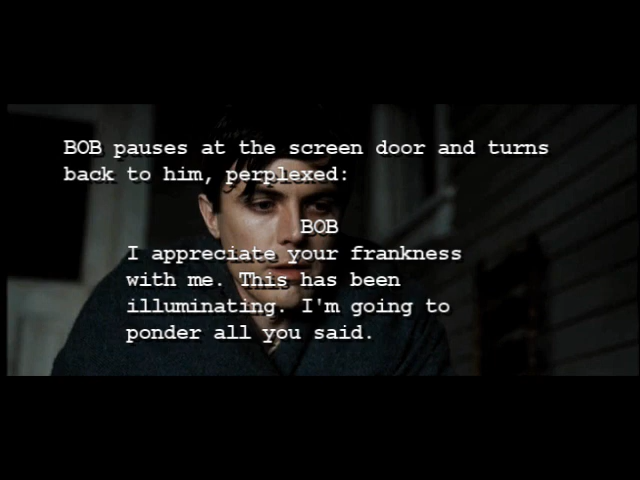 BOB pauses at the screen door and turns
back to him, perplexed:
BOB
I appreciate your frankness
with me. This has been
illuminating. I'm going to
ponder all you said.